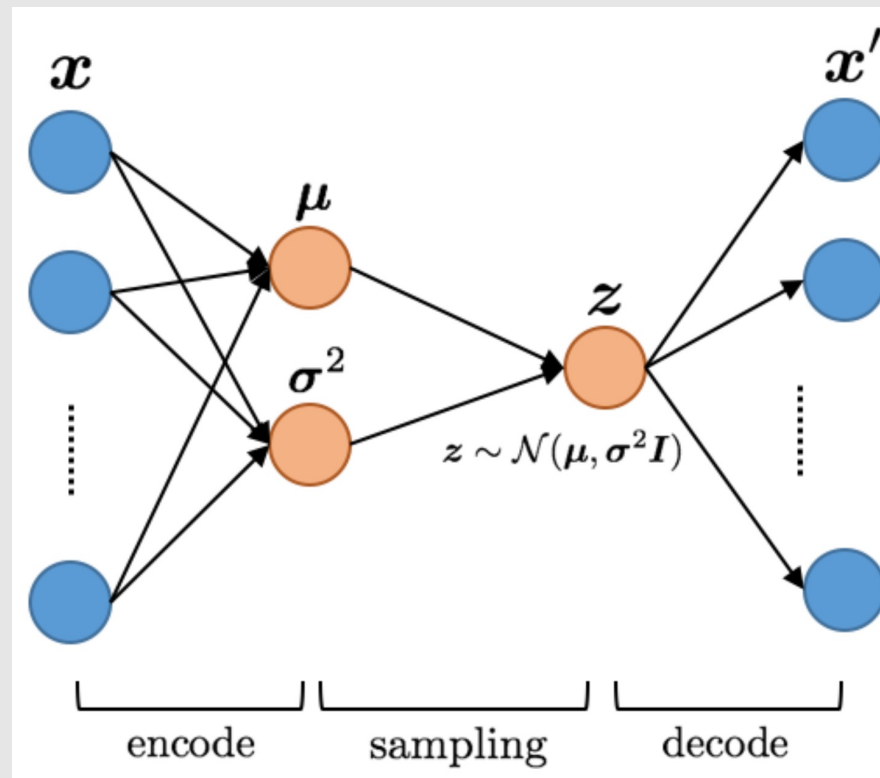 x
x′
μ
σ²
z
z ∼ 𝒩(μ, σ²I)
encode
sampling
decode